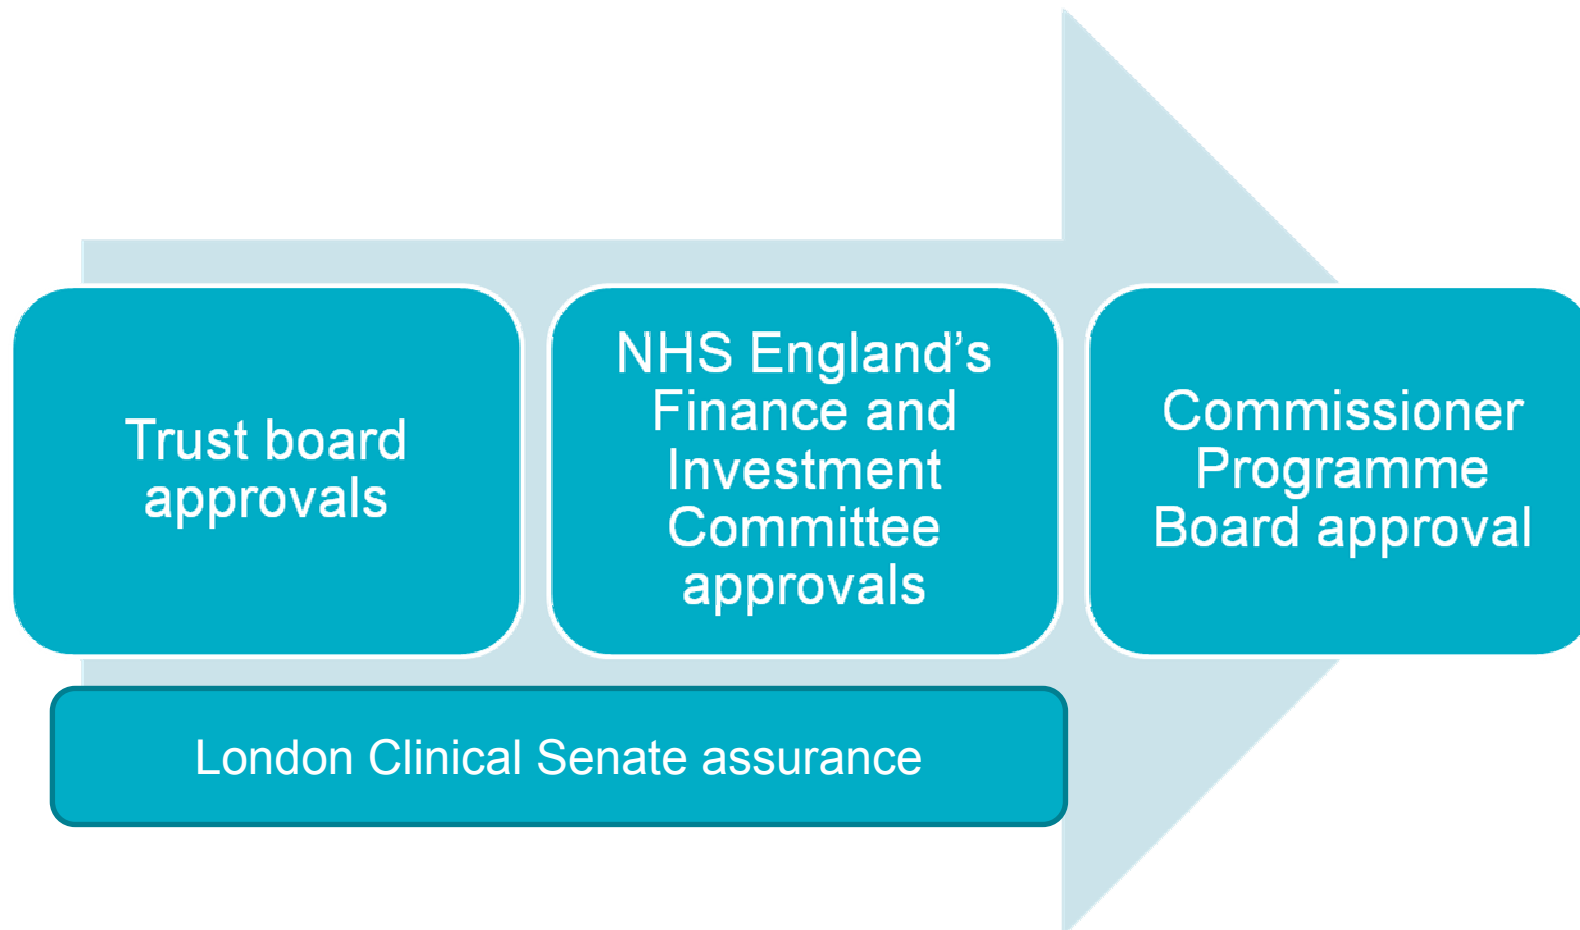 Trust board
approvals
NHS England’s
Finance and
Investment
Committee
approvals
Commissioner
Programme
Board approval
London Clinical Senate assurance